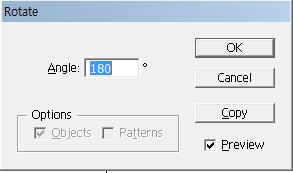 Rotate
OK
Angle: 180 °
Cancel
Copy
Options
Objects Patterns
Preview